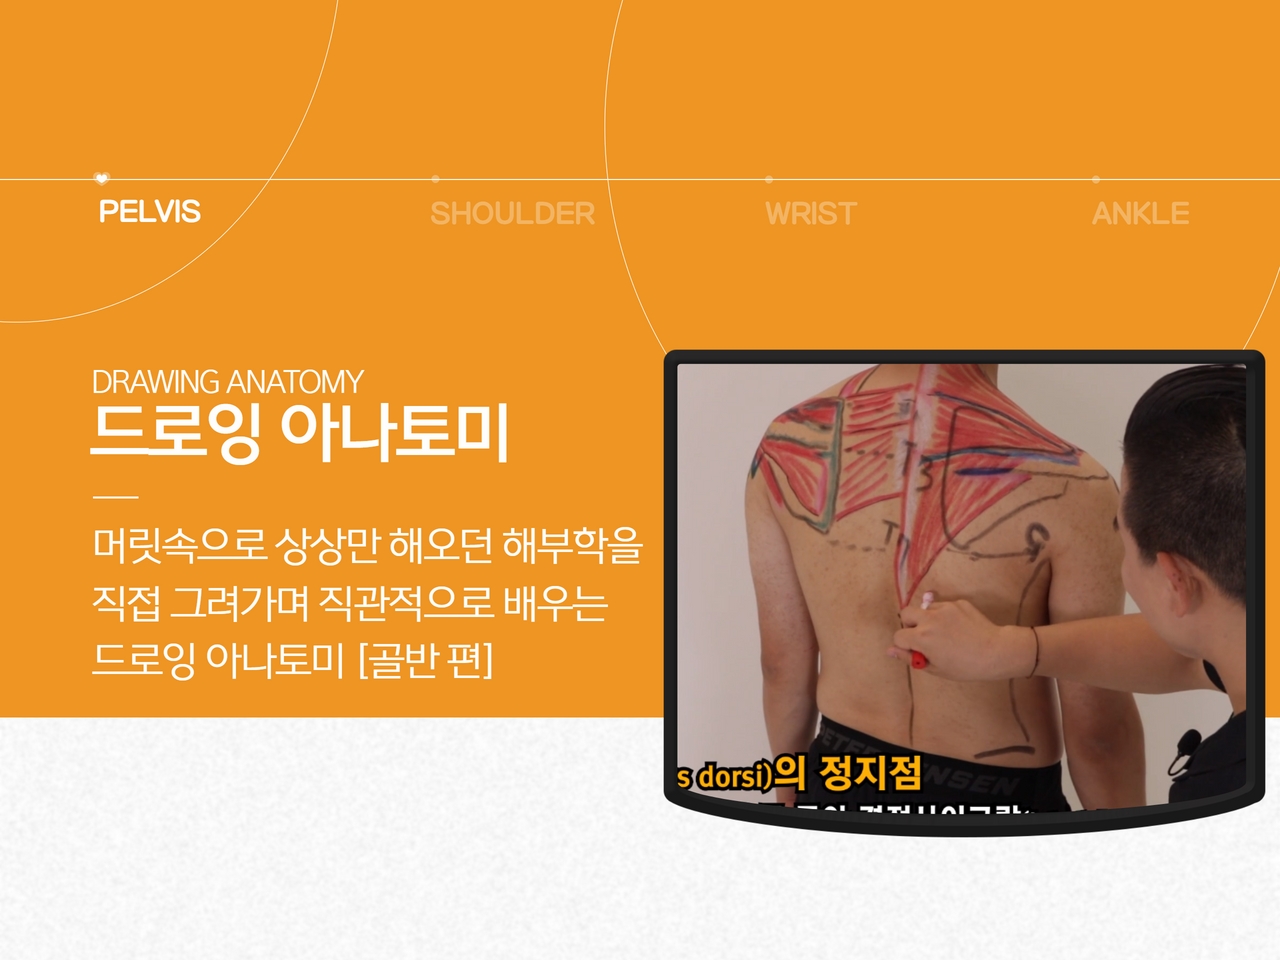 PELVIS
SHOULDER
WRIST
ANKLE
DRAWING ANATOMY
드로잉 아나토미
머릿속으로 상상만 해오던 해부학을
직접 그려가며 직관적으로 배우는
드로잉 아나토미 [골반 편]
T3
T7
s dorsi)의 정지점